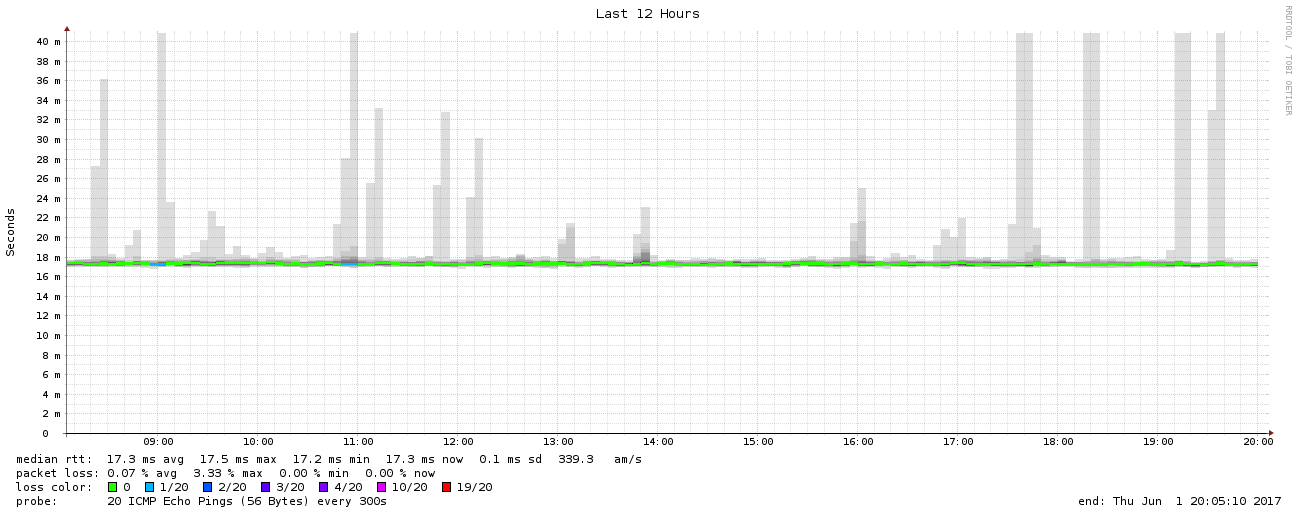 Last 12 Hours
RRDTOOL / TOBI OETIKER
Seconds
40 m
38 m
36 m
34 m
32 m
30 m
28 m
26 m
24 m
22 m
20 m
18 m
16 m
14 m
12 m
10 m
8 m
6 m
4 m
2 m
0
09:00 10:00 11:00 12:00 13:00 14:00 15:00 16:00 17:00 18:00 19:00 20:00
median rtt: 17.3 ms avg 17.5 ms max 17.2 ms min 17.3 ms now 0.1 ms sd 339.3 am/s
packet loss: 0.07 % avg 3.33 % max 0.00 % min 0.00 % now
loss color: 0 1/20 2/20 3/20 4/20 10/20 19/20
probe: 20 ICMP Echo Pings (56 Bytes) every 300s end: Thu Jun 1 20:05:10 2017